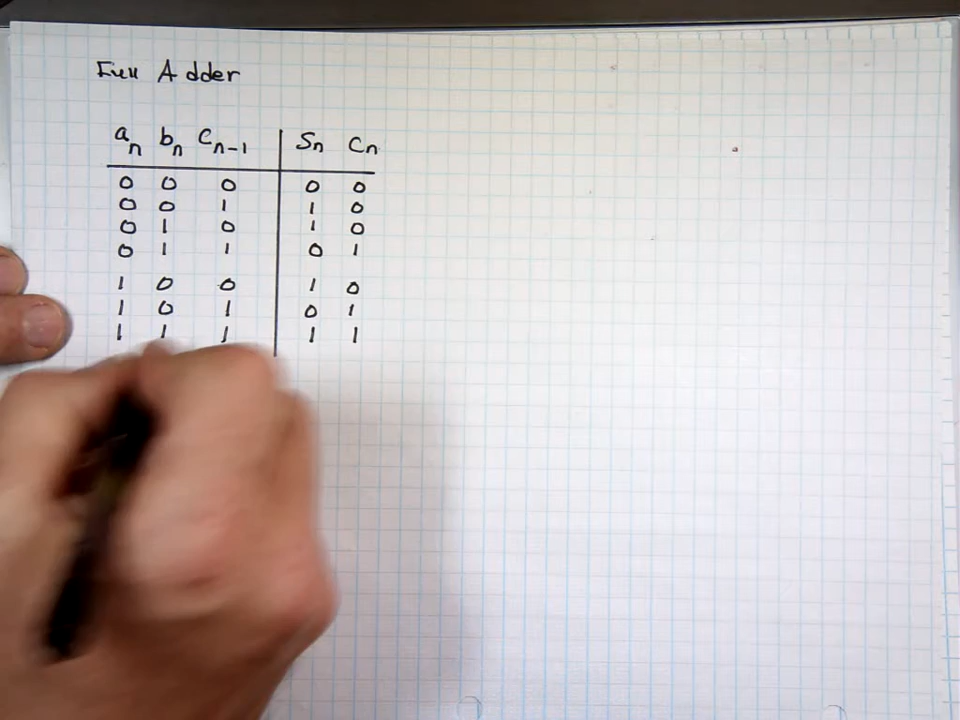 Full Adder
an bn cn-1 | Sn Cn
0 0 0 | 0 0
0 0 1 | 1 0
0 1 0 | 1 0
0 1 1 | 0 1
1 0 0 | 1 0
1 0 1 | 0 1
1 1 1 | 1 1